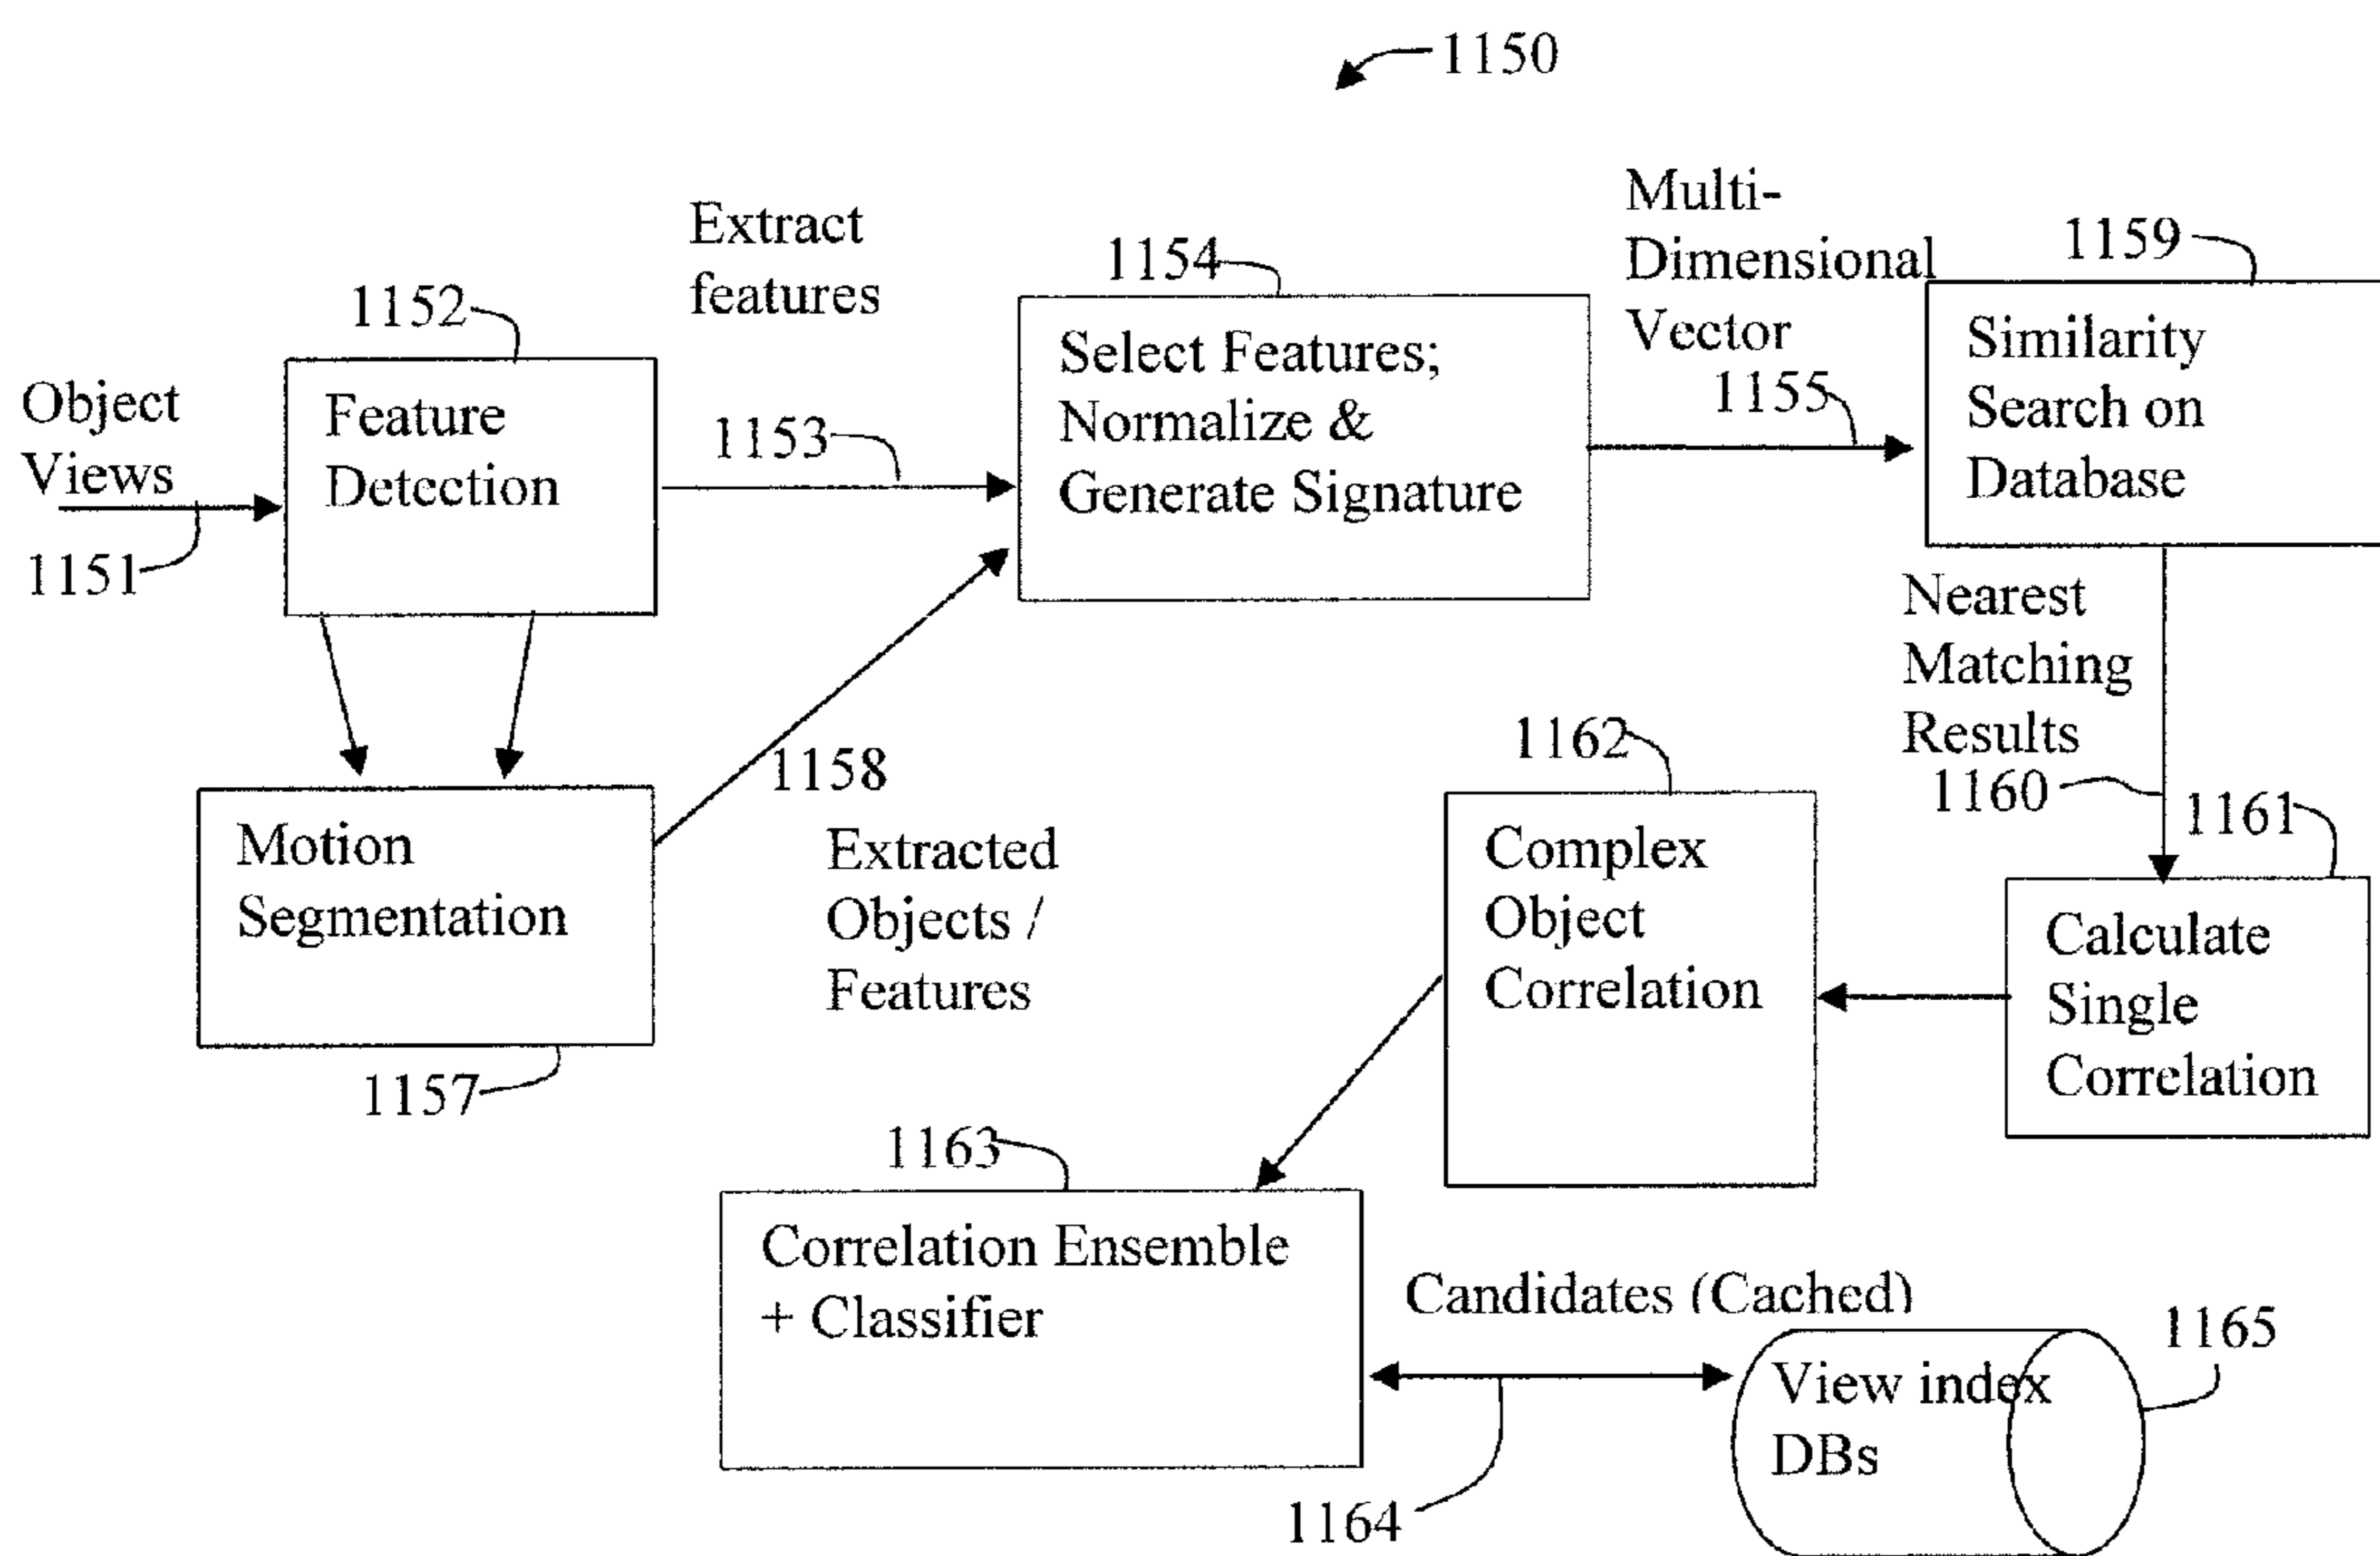 1150
Object
Views
1151
1152
Feature
Detection
Extract
features
1153
1154
Select Features;
Normalize &
Generate Signature
Multi-
Dimensional
Vector
1155
1159
Similarity
Search on
Database
Nearest
Matching
Results
1160
1161
Calculate
Single
Correlation
1162
Complex
Object
Correlation
1158
Extracted
Objects /
Features
Motion
Segmentation
1157
1163
Correlation Ensemble
+ Classifier
Candidates (Cached)
1164
View index
DBs
1165